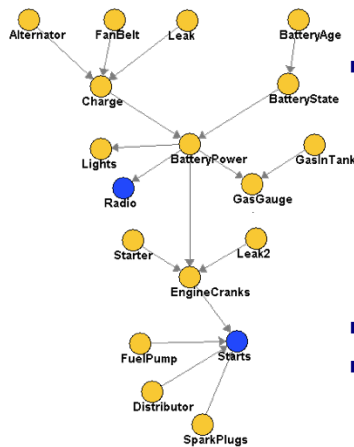 Alternator FanBelt Leak BatteryAge
Charge BatteryState
Lights BatteryPower GasInTank
Radio GasGauge
Starter Leak2
EngineCranks
FuelPump Starts
Distributor
SparkPlugs